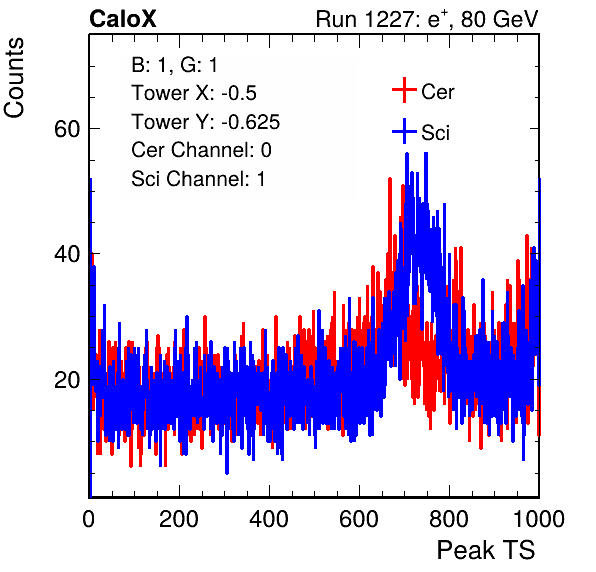 CaloX Run 1227: e⁺, 80 GeV
Counts
B: 1, G: 1
Tower X: -0.5
Tower Y: -0.625
Cer Channel: 0
Sci Channel: 1
Cer
Sci
60
40
20
0 200 400 600 800 1000
Peak TS